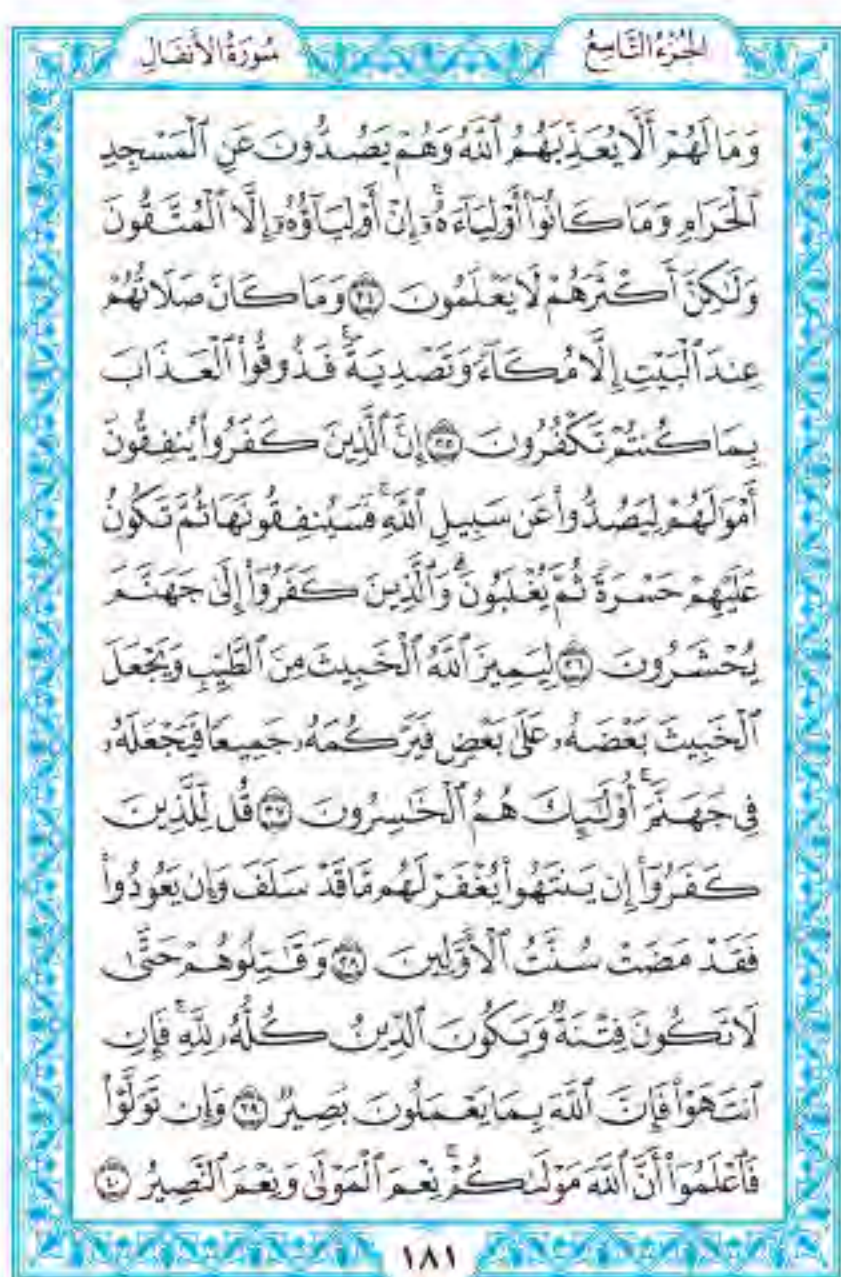 الجُزْءُ التَّاسِعُ
سُورَةُ الأَنفَالِ
وَمَا لَهُمْ أَلَّا يُعَذِّبَهُمُ ٱللَّهُ وَهُمْ يَصُدُّونَ عَنِ ٱلْمَسْجِدِ
ٱلْحَرَامِ وَمَا كَانُوٓا۟ أَوْلِيَآءَهُۥٓ ۚ إِنْ أَوْلِيَآؤُهُۥٓ إِلَّا ٱلْمُتَّقُونَ
وَلَـٰكِنَّ أَكْثَرَهُمْ لَا يَعْلَمُونَ ٣٤ وَمَا كَانَ صَلَاتُهُمْ
عِندَ ٱلْبَيْتِ إِلَّا مُكَآءً وَتَصْدِيَةً ۚ فَذُوقُوا۟ ٱلْعَذَابَ
بِمَا كُنتُمْ تَكْفُرُونَ ٣٥ إِنَّ ٱلَّذِينَ كَفَرُوا۟ يُنفِقُونَ
أَمْوَٰلَهُمْ لِيَصُدُّوا۟ عَن سَبِيلِ ٱللَّهِ ۚ فَسَيُنفِقُونَهَا ثُمَّ تَكُونُ
عَلَيْهِمْ حَسْرَةً ثُمَّ يُغْلَبُونَ ۗ وَٱلَّذِينَ كَفَرُوٓا۟ إِلَىٰ جَهَنَّمَ
يُحْشَرُونَ ٣٦ لِيَمِيزَ ٱللَّهُ ٱلْخَبِيثَ مِنَ ٱلطَّيِّبِ وَيَجْعَلَ
ٱلْخَبِيثَ بَعْضَهُۥ عَلَىٰ بَعْضٍ فَيَرْكُمَهُۥ جَمِيعًا فَيَجْعَلَهُۥ
فِى جَهَنَّمَ ۚ أُو۟لَـٰٓئِكَ هُمُ ٱلْخَـٰسِرُونَ ٣٧ قُل لِّلَّذِينَ
كَفَرُوٓا۟ إِن يَنتَهُوا۟ يُغْفَرْ لَهُم مَّا قَدْ سَلَفَ وَإِن يَعُودُوا۟
فَقَدْ مَضَتْ سُنَّتُ ٱلْأَوَّلِينَ ٣٨ وَقَـٰتِلُوهُمْ حَتَّىٰ
لَا تَكُونَ فِتْنَةٌ وَيَكُونَ ٱلدِّينُ كُلُّهُۥ لِلَّهِ ۚ فَإِنِ
ٱنتَهَوْا۟ فَإِنَّ ٱللَّهَ بِمَا يَعْمَلُونَ بَصِيرٌ ٣٩ وَإِن تَوَلَّوْا۟
فَٱعْلَمُوٓا۟ أَنَّ ٱللَّهَ مَوْلَىٰكُمْ ۚ نِعْمَ ٱلْمَوْلَىٰ وَنِعْمَ ٱلنَّصِيرُ ٤٠
١٨١